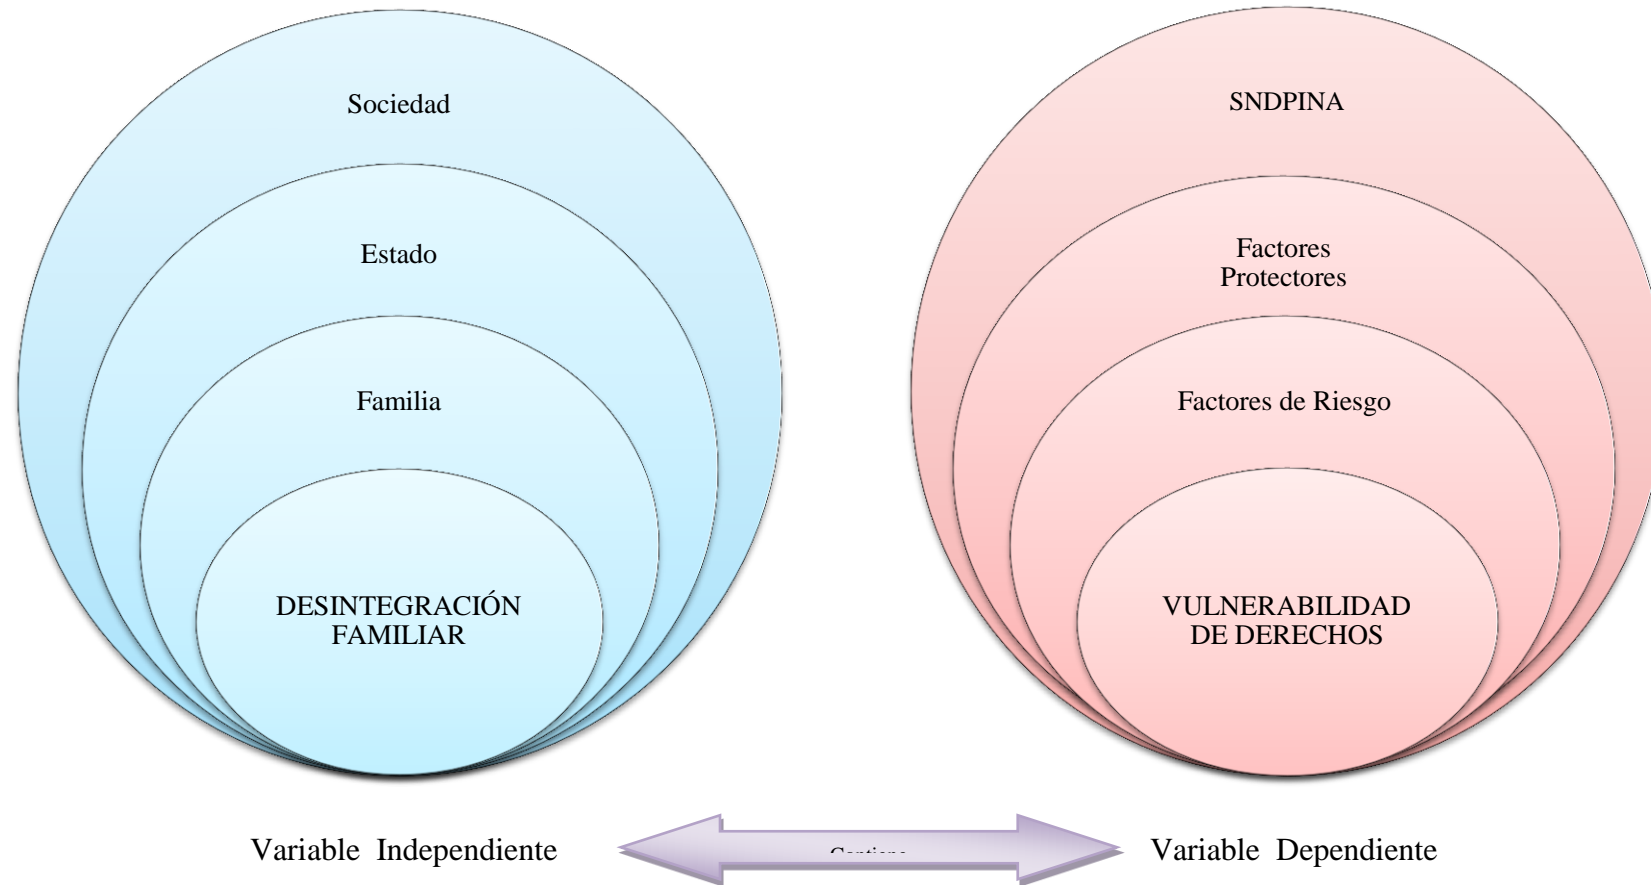 Sociedad
Estado
Familia
DESINTEGRACIÓN
FAMILIAR
SNDPINA
Factores
Protectores
Factores de Riesgo
VULNERABILIDAD
DE DERECHOS
Variable Independiente
Variable Dependiente